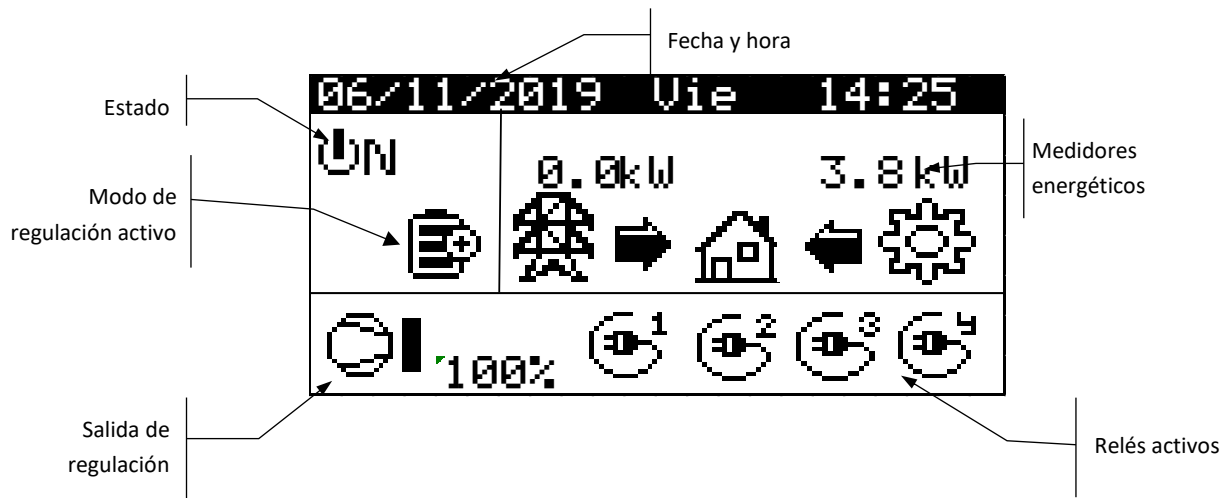 Fecha y hora
06/11/2019 Vie 14:25
Estado
ON
0.0kW 3.8kW
Medidores
energéticos
Modo de
regulación activo
100%
1 2 3 4
Salida de
regulación
Relés activos